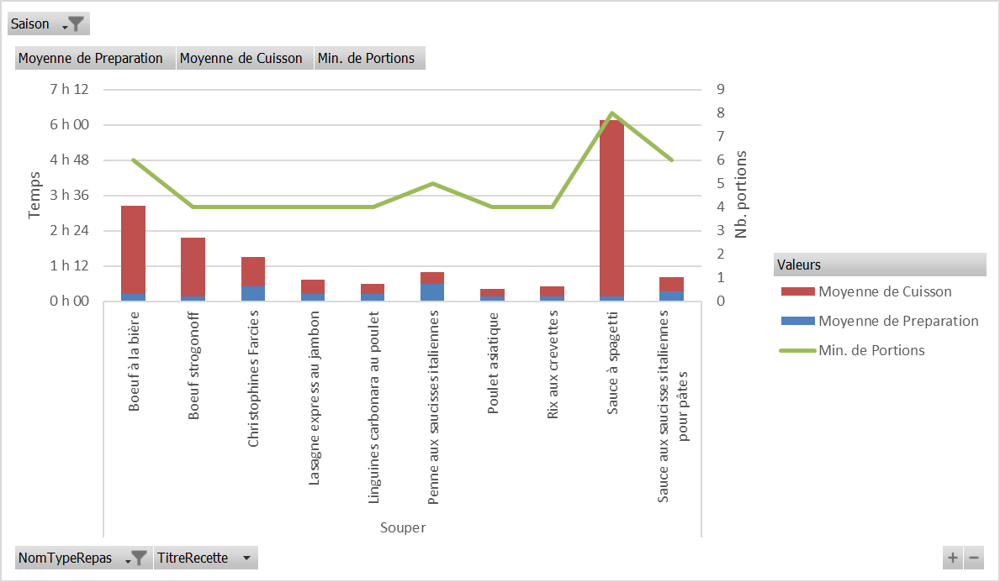 Saison
Moyenne de Preparation
Moyenne de Cuisson
Min. de Portions
7 h 12
6 h 00
4 h 48
3 h 36
2 h 24
1 h 12
0 h 00
Temps
9
8
7
6
5
4
3
2
1
0
Nb. portions
Boeuf à la bière
Boeuf strogonoff
Christophines Farcies
Lasagne express au jambon
Linguines carbonara au poulet
Penne aux saucisses italiennes
Poulet asiatique
Rix aux crevettes
Sauce à spagetti
Sauce aux saucisses italiennes
pour pâtes
Souper
Valeurs
Moyenne de Cuisson
Moyenne de Preparation
Min. de Portions
NomTypeRepas
TitreRecette
+
−